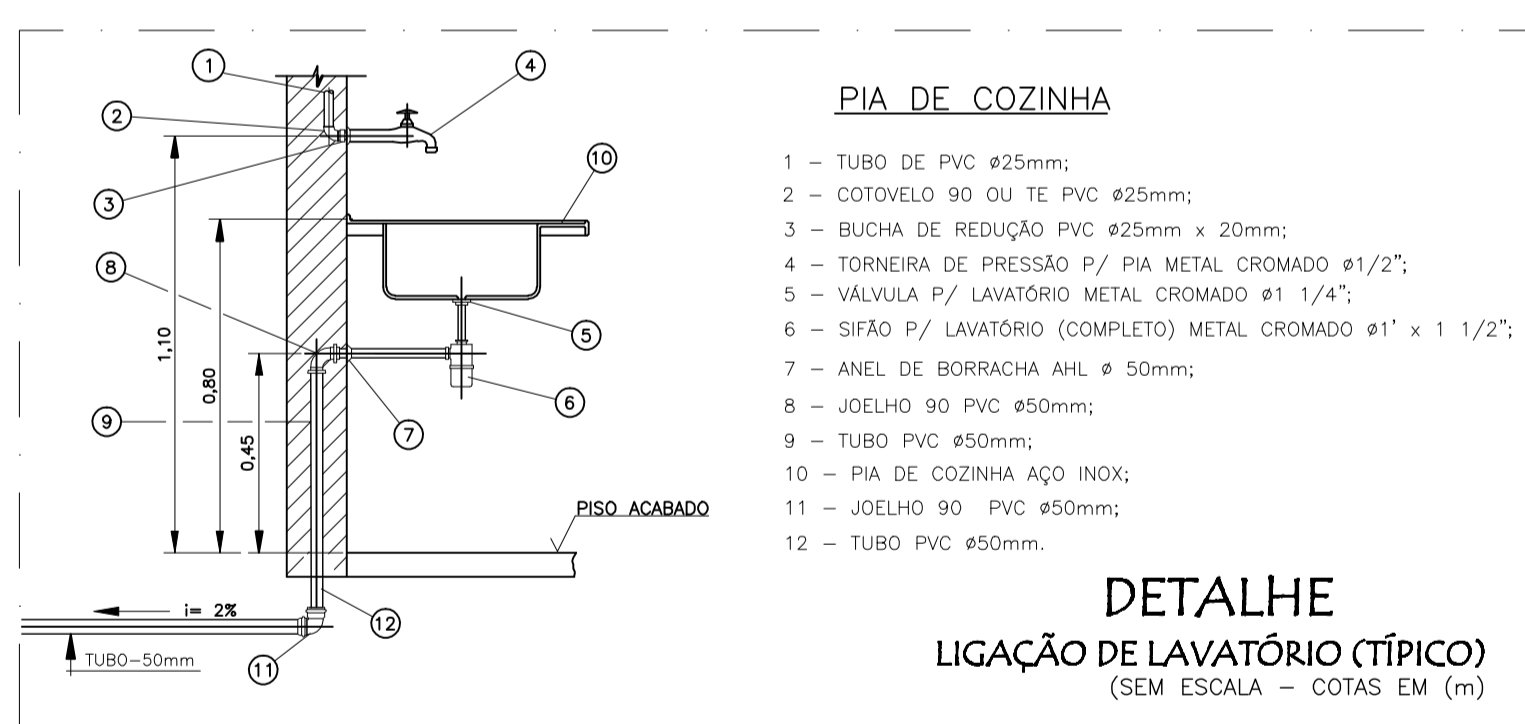 1
2
3
4
10
8
5
6
7
9
12
11
1,10
0,80
0,45
PISO ACABADO
i= 2%
TUBO-50mm
PIA DE COZINHA
1 - TUBO DE PVC ø25mm;
2 - COTOVELO 90 OU TE PVC ø25mm;
3 - BUCHA DE REDUÇÃO PVC ø25mm x 20mm;
4 - TORNEIRA DE PRESSÃO P/ PIA METAL CROMADO ø1/2";
5 - VÁLVULA P/ LAVATÓRIO METAL CROMADO ø1 1/4";
6 - SIFÃO P/ LAVATÓRIO (COMPLETO) METAL CROMADO ø1' x 1 1/2";
7 - ANEL DE BORRACHA AHL ø 50mm;
8 - JOELHO 90 PVC ø50mm;
9 - TUBO PVC ø50mm;
10 - PIA DE COZINHA AÇO INOX;
11 - JOELHO 90 PVC ø50mm;
12 - TUBO PVC ø50mm.
DETALHE
LIGAÇÃO DE LAVATÓRIO (TÍPICO)
(SEM ESCALA - COTAS EM (m)